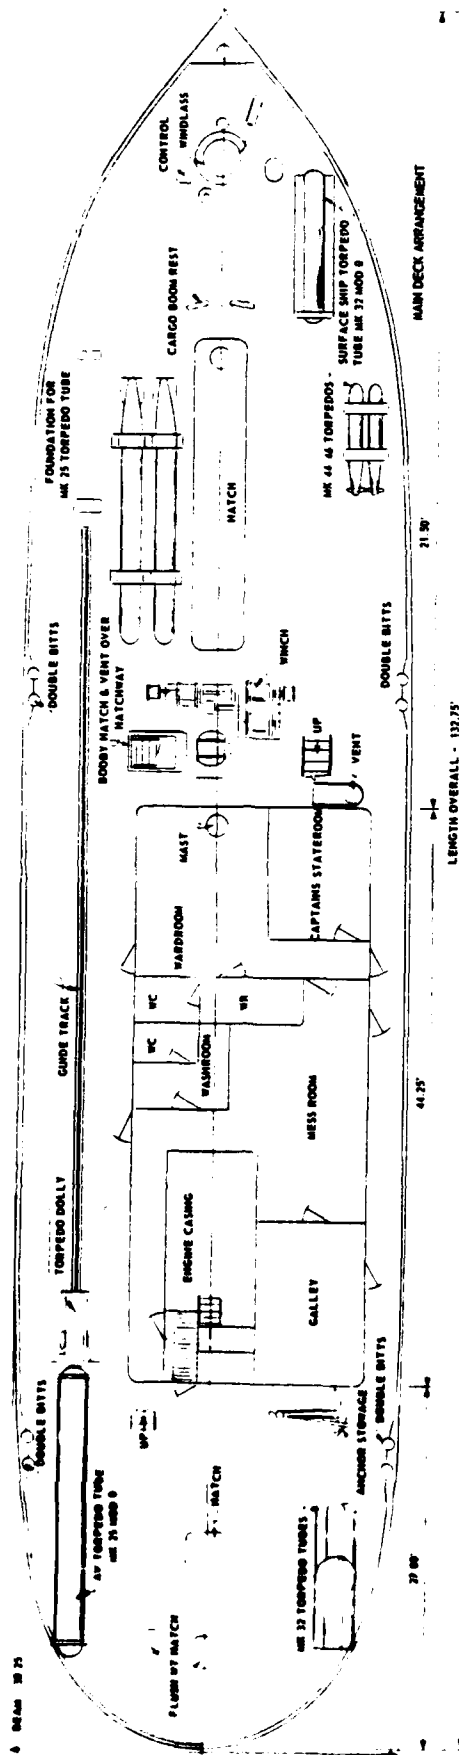 CONTROL
WINDLASS
CARGO BOOM REST
SURFACE SHIP TORPEDO
TUBE MK 32 MOD 0
MAIN DECK ARRANGEMENT
FOUNDATION FOR
MK 25 TORPEDO TUBE
HATCH
MK 44 46 TORPEDOS
21.50'
DOUBLE BITTS
BOOBY HATCH & VENT OVER
HATCHWAY
WINCH
DOUBLE BITTS
UP
VENT
LENGTH OVERALL - 132.75'
MAST
WARDROOM
CAPTAINS STATEROOM
GUIDE TRACK
WC
WR
WC
WASHROOM
MESS ROOM
44.25'
TORPEDO DOLLY
ENGINE CASING
GALLEY
DOUBLE BITTS
UP
ANCHOR STORAGE
DOUBLE BITTS
AV TORPEDO TUBE
MK 25 MOD 0
HATCH
MK 32 TORPEDO TUBES
FLUSH WT HATCH
BEAM